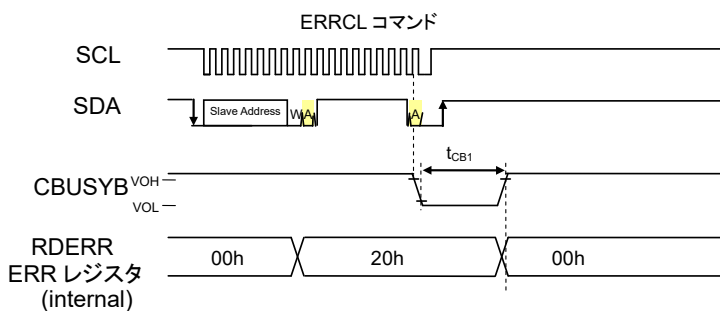 ERRCL コマンド
SCL
SDA
Slave Address W A A
t_CB1
CBUSYB VOH
VOL
RDERR
ERR レジスタ
(internal)
00h 20h 00h